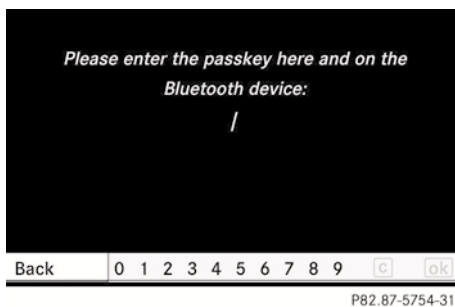 Please enter the passkey here and on the
Bluetooth device:
/
Back 0 1 2 3 4 5 6 7 8 9 c ok
P82.87-5754-31